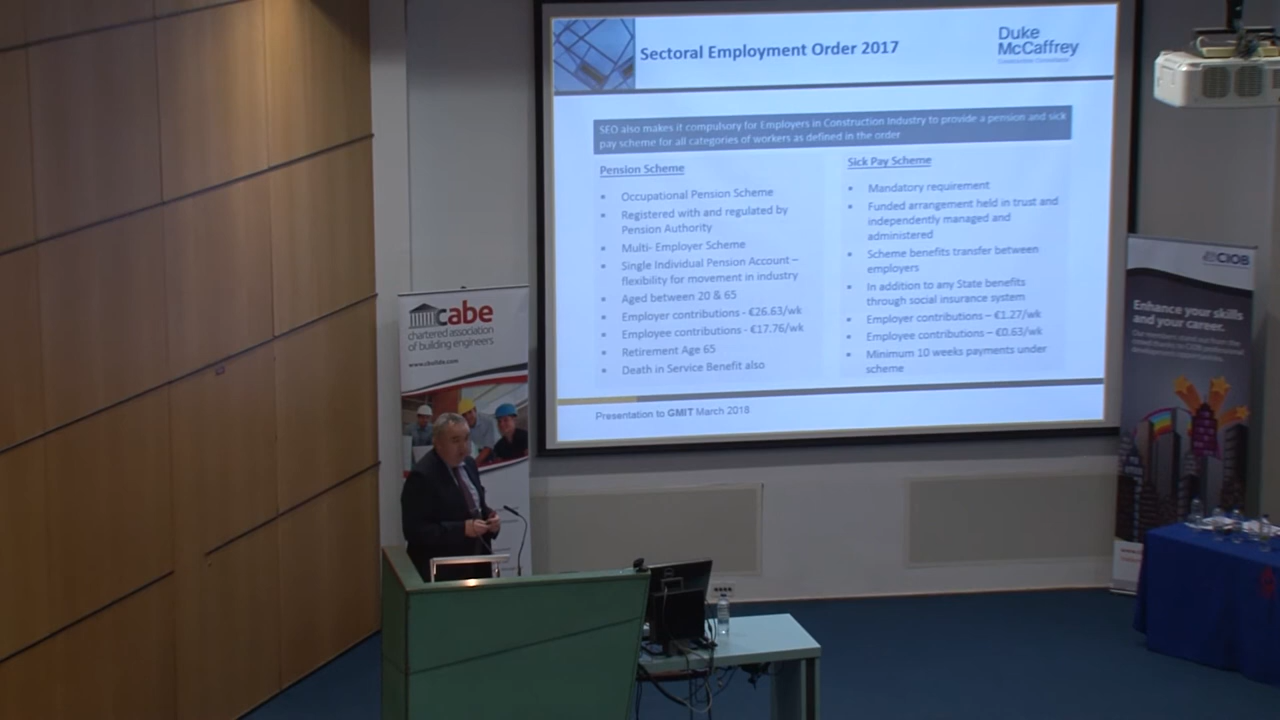 Sectoral Employment Order 2017
Duke
McCaffrey
SEO also makes it compulsory for Employers in Construction Industry to provide a pension and sick
pay scheme for all categories of workers as defined in the order
Pension Scheme
Occupational Pension Scheme
Registered with and regulated by
Pension Authority
Multi- Employer Scheme
Single Individual Pension Account –
flexibility for movement in industry
Aged between 20 & 65
Employer contributions - €26.63/wk
Employee contributions - €17.76/wk
Retirement Age 65
Death in Service Benefit also
Sick Pay Scheme
Mandatory requirement
Funded arrangement held in trust and
independently managed and
administered
Scheme benefits transfer between
employers
In addition to any State benefits
through social insurance system
Employer contributions – €1.27/wk
Employee contributions – €0.63/wk
Minimum 10 weeks payments under
scheme
Presentation to GMIT March 2018
cabe
chartered association
of building engineers
CIOB
Enhance your skills
and your career.